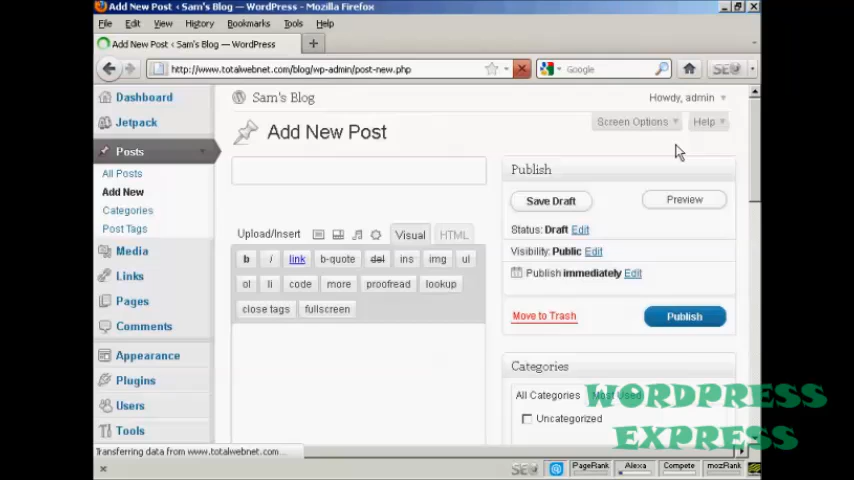 Add New Post ‹ Sam's Blog — WordPress - Mozilla Firefox
File Edit View History Bookmarks Tools Help
Add New Post ‹ Sam's Blog — WordPress +
http://www.totalwebnet.com/blog/wp-admin/post-new.php Google SEO
Dashboard
Jetpack
Posts
All Posts
Add New
Categories
Post Tags
Media
Links
Pages
Comments
Appearance
Plugins
Users
Tools
Sam's Blog Howdy, admin
Screen Options Help
Add New Post
Upload/Insert Visual HTML
b i link b-quote del ins img ul
ol li code more proofread lookup
close tags fullscreen
Publish
Save Draft Preview
Status: Draft Edit
Visibility: Public Edit
Publish immediately Edit
Move to Trash Publish
Categories
All Categories Most Used
Uncategorized
WORDPRESS
EXPRESS
Transferring data from www.totalwebnet.com...
SEO PageRank Alexa Compete mozRank